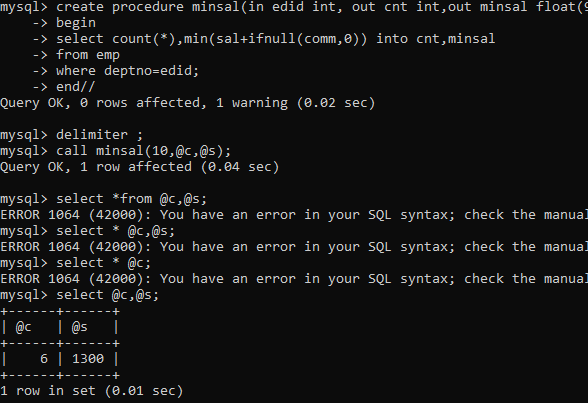 mysql> create procedure minsal(in edid int, out cnt int,out minsal float(9
    -> begin
    -> select count(*),min(sal+ifnull(comm,0)) into cnt,minsal
    -> from emp
    -> where deptno=edid;
    -> end//
Query OK, 0 rows affected, 1 warning (0.02 sec)

mysql> delimiter ;
mysql> call minsal(10,@c,@s);
Query OK, 1 row affected (0.04 sec)

mysql> select *from @c,@s;
ERROR 1064 (42000): You have an error in your SQL syntax; check the manual
mysql> select * @c,@s;
ERROR 1064 (42000): You have an error in your SQL syntax; check the manual
mysql> select * @c;
ERROR 1064 (42000): You have an error in your SQL syntax; check the manual
mysql> select @c,@s;
+------+------+
| @c   | @s   |
+------+------+
|    6 | 1300 |
+------+------+
1 row in set (0.01 sec)